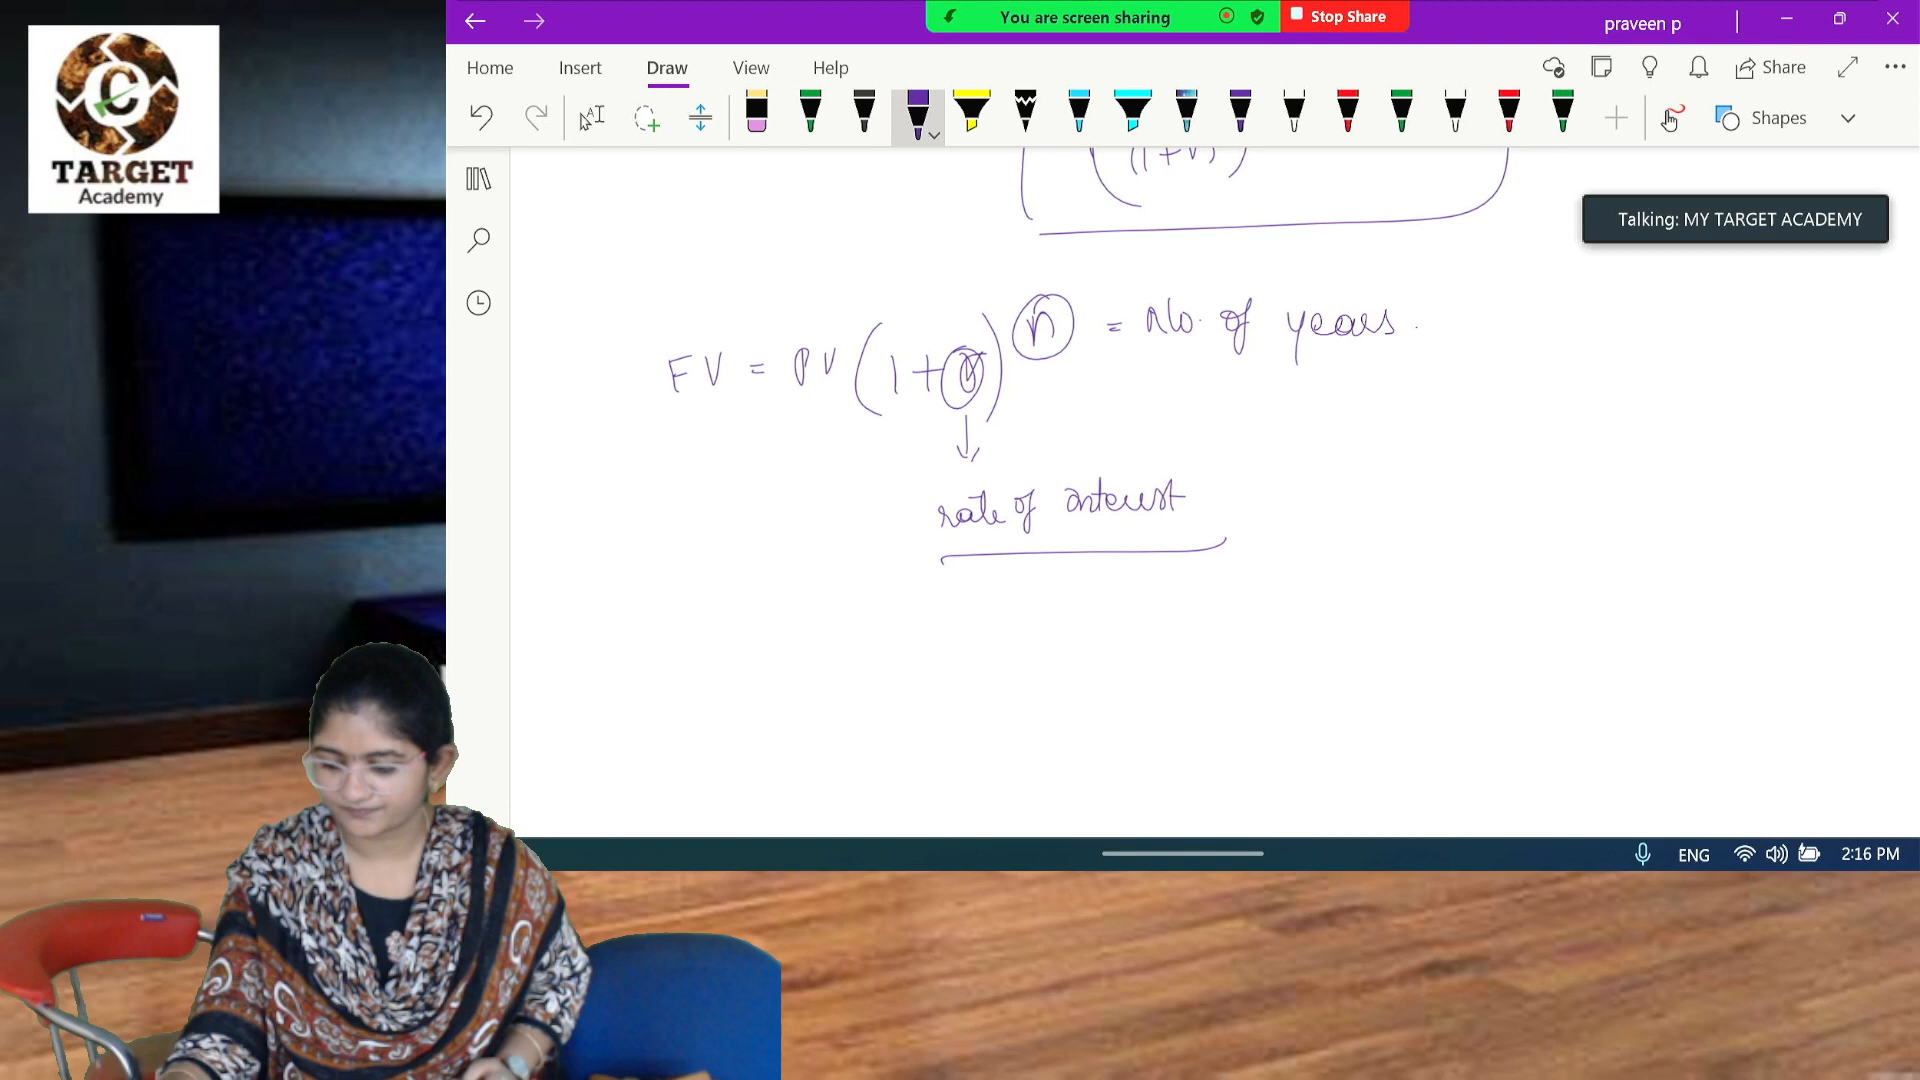 You are screen sharing
Stop Share
praveen p
Home Insert Draw View Help
Share
Shapes
TARGET
Academy
Talking: MY TARGET ACADEMY
(1+r)
FV = PV (1+r)^n = No. of years.
rate of interest
ENG 2:16 PM